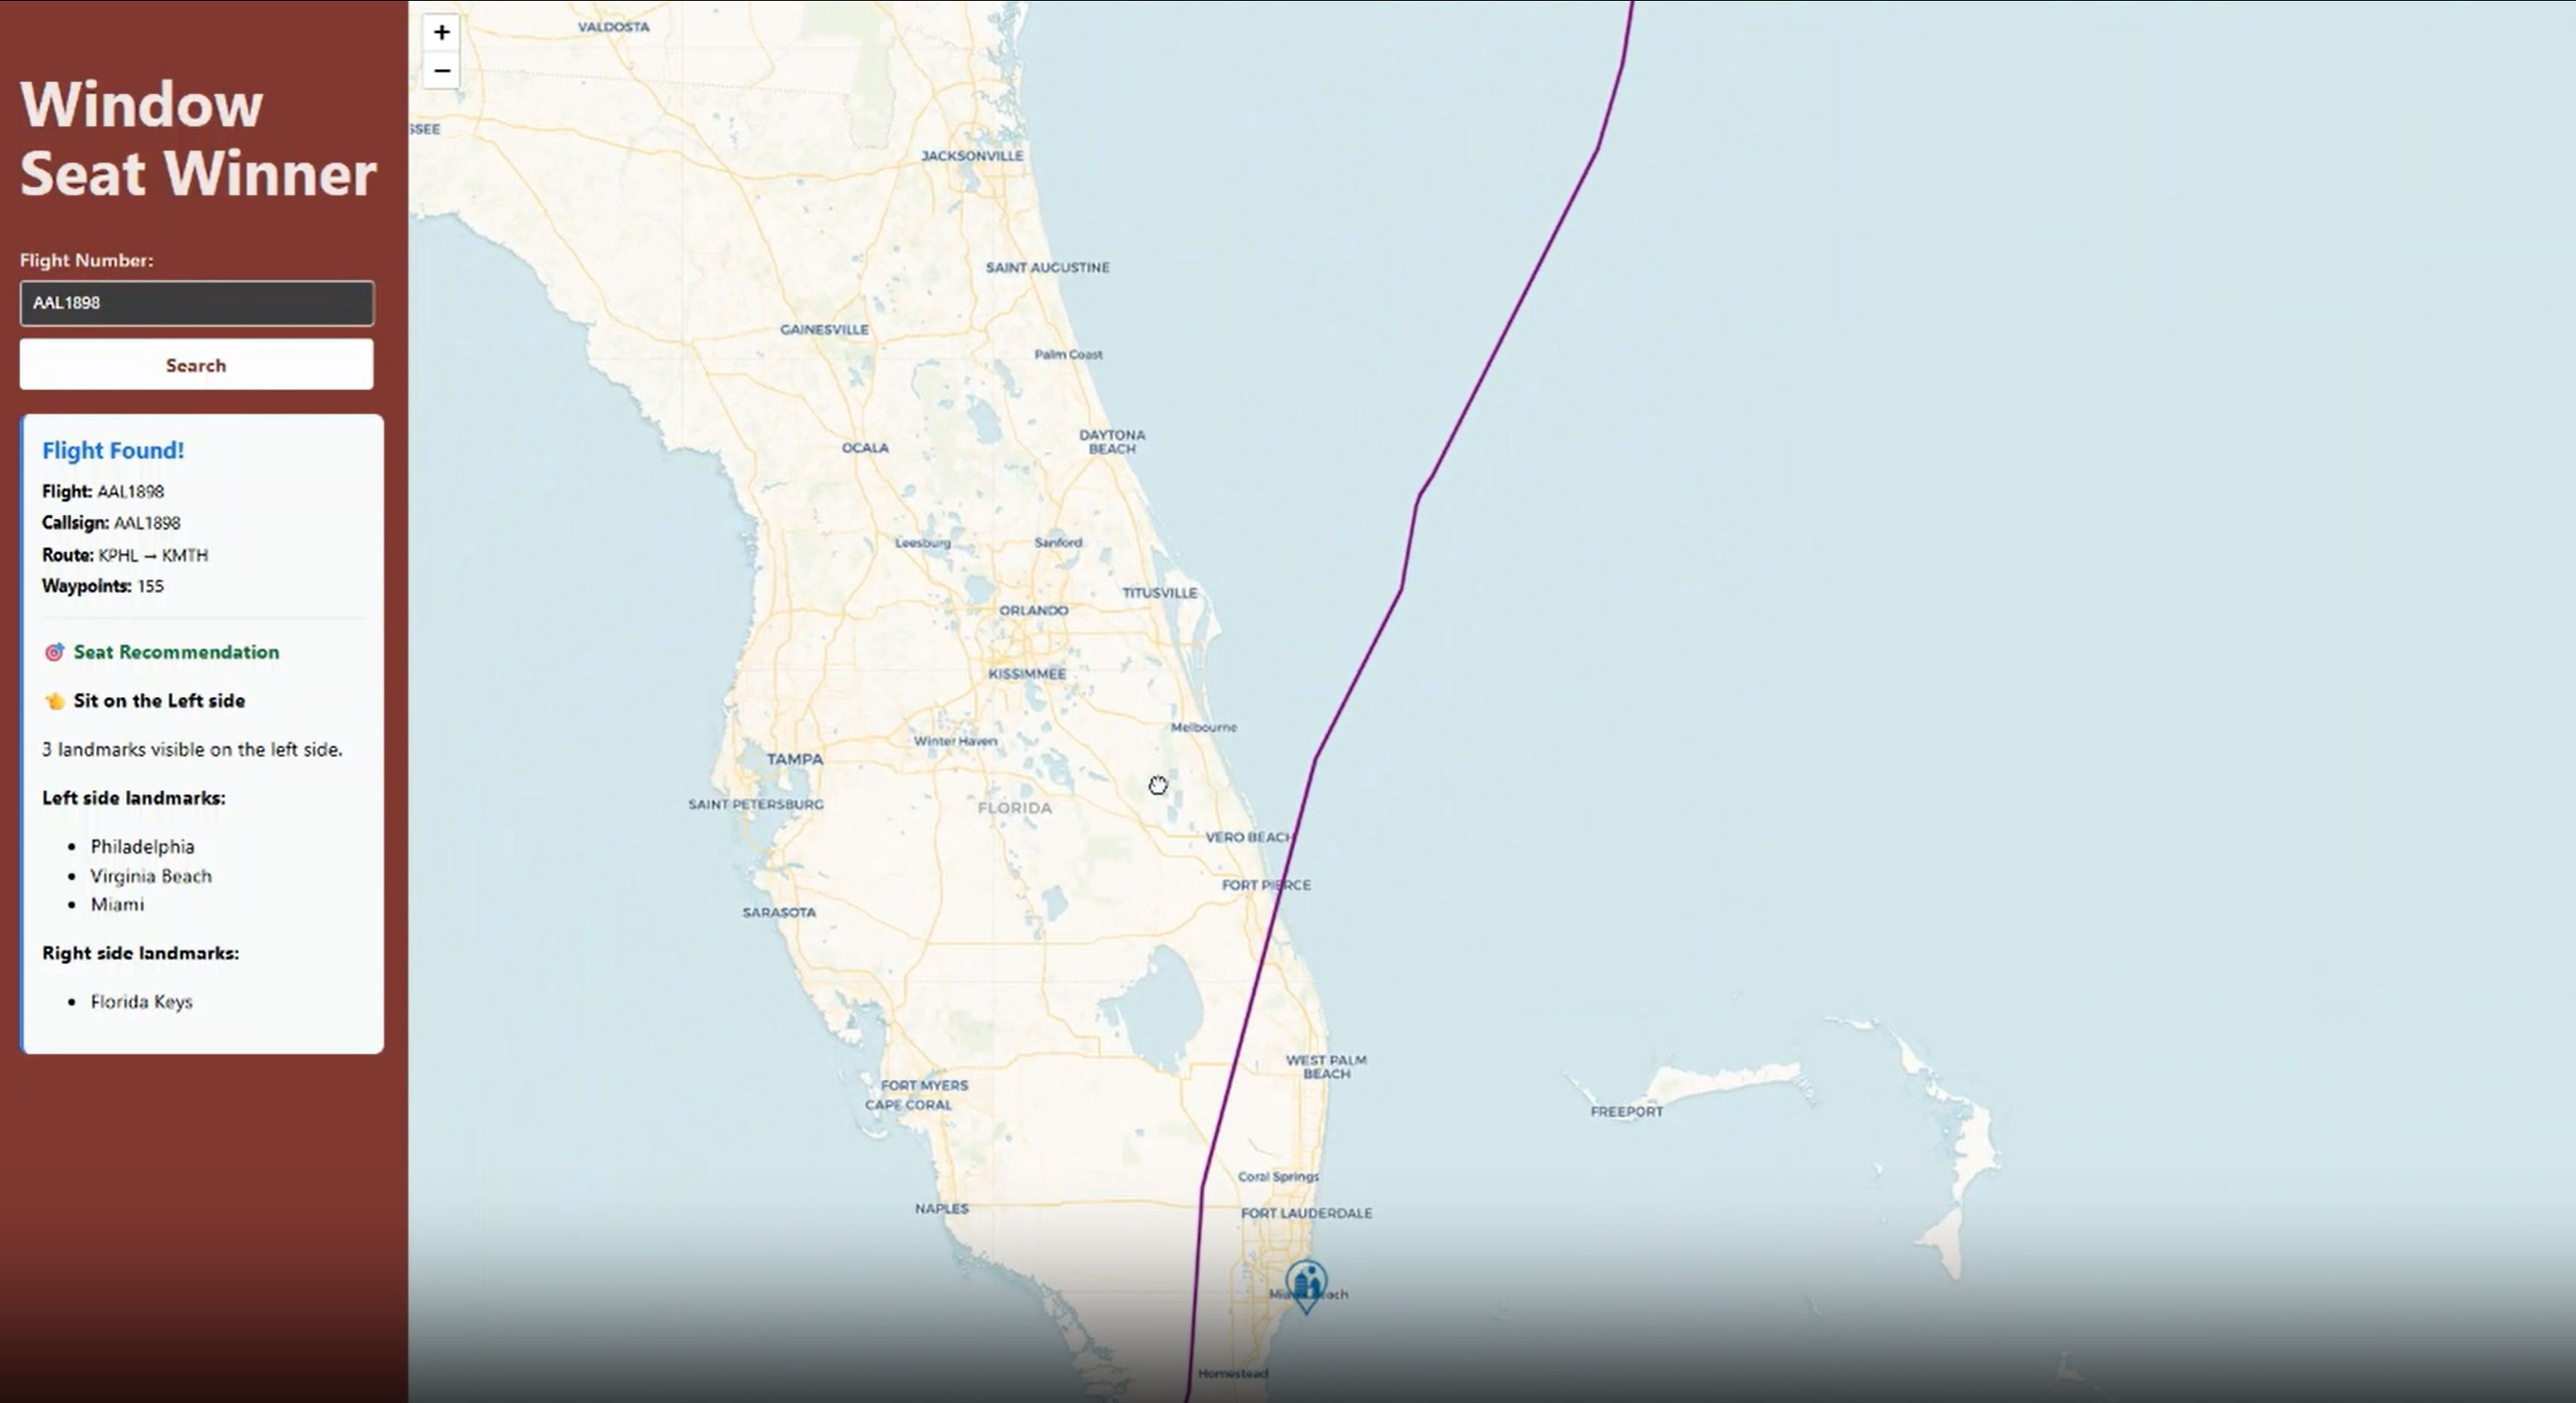 Window
Seat Winner
Flight Number:
AAL1898
Search
Flight Found!
Flight: AAL1898
Callsign: AAL1898
Route: KPHL → KMTH
Waypoints: 155
🎯 Seat Recommendation
👈 Sit on the Left side
3 landmarks visible on the left side.
Left side landmarks:
• Philadelphia
• Virginia Beach
• Miami
Right side landmarks:
• Florida Keys
+
−
VALDOSTA
SSEE
JACKSONVILLE
SAINT AUGUSTINE
GAINESVILLE
Palm Coast
DAYTONA
BEACH
OCALA
Leesburg
Sanford
TITUSVILLE
ORLANDO
KISSIMMEE
Melbourne
Winter Haven
TAMPA
SAINT PETERSBURG
FLORIDA
VERO BEACH
FORT PIERCE
SARASOTA
WEST PALM
BEACH
FORT MYERS
CAPE CORAL
FREEPORT
Coral Springs
NAPLES
FORT LAUDERDALE
Homestead